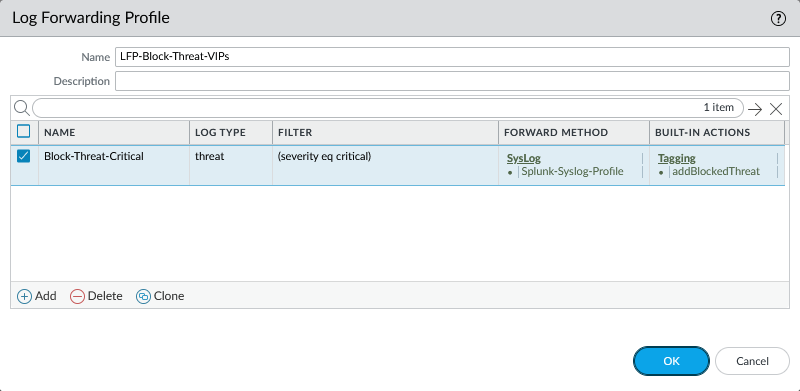 Log Forwarding Profile
?
Name LFP-Block-Threat-VIPs
Description
1 item
NAME LOG TYPE FILTER FORWARD METHOD BUILT-IN ACTIONS
Block-Threat-Critical threat (severity eq critical) SysLog Tagging
• Splunk-Syslog-Profile • addBlockedThreat
Add Delete Clone
OK Cancel